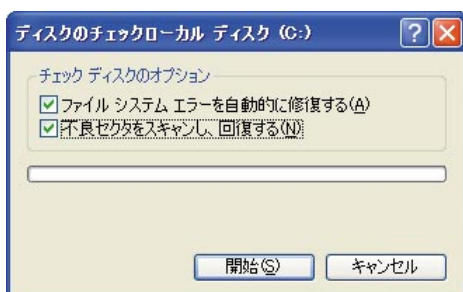 ディスクのチェックローカル ディスク (C:)
チェック ディスクのオプション
ファイル システム エラーを自動的に修復する(A)
不良セクタをスキャンし、回復する(N)
開始(S)
キャンセル